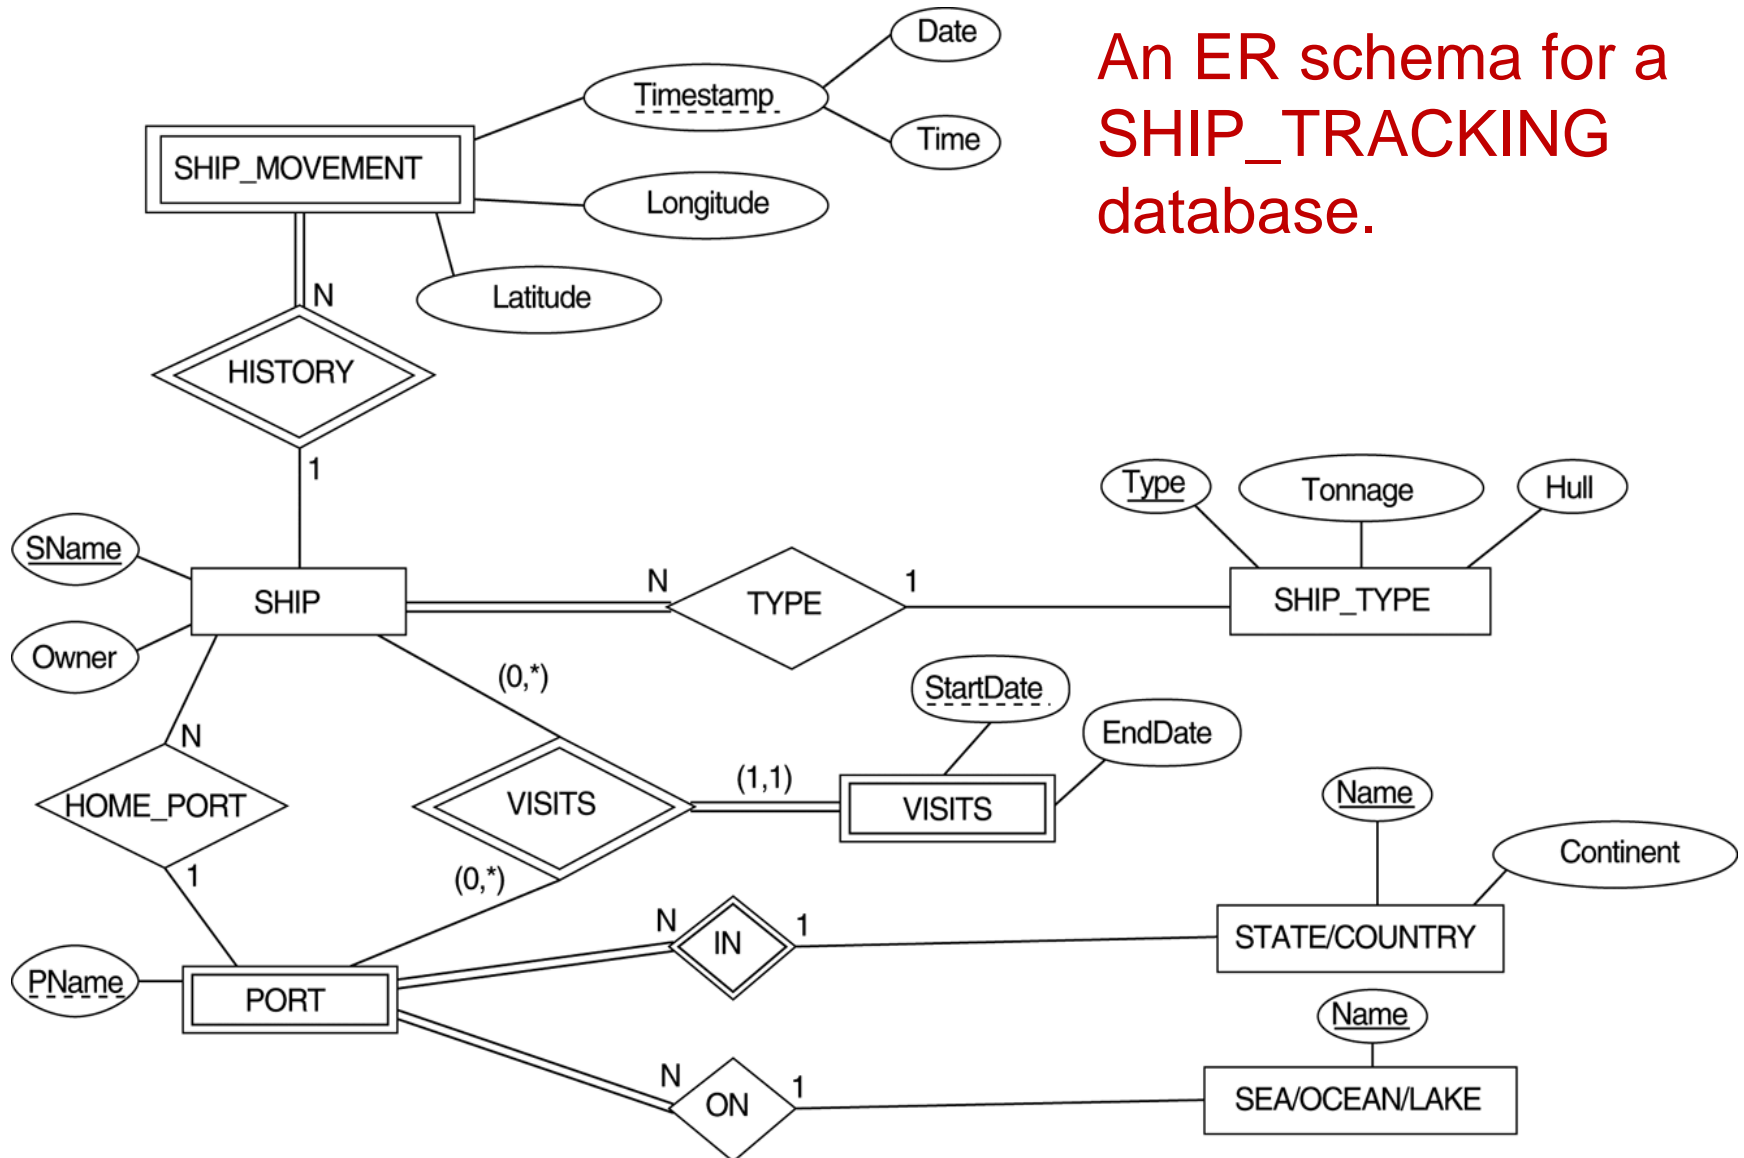 Date
An ER schema for a
Timestamp
SHIP_TRACKING
Time
SHIP_MOVEMENT
Longitude
database.
Latitude
N
HISTORY
1
Type
Tonnage
Hull
SName
N
1
SHIP
TYPE
SHIP_TYPE
Owner
(0,*)
StartDate
EndDate
N
(1,1)
HOME_PORT
VISITS
VISITS
Name
1
(0,*)
Continent
N
1
IN
STATE/COUNTRY
PName
PORT
Name
N
1
ON
SEA/OCEAN/LAKE